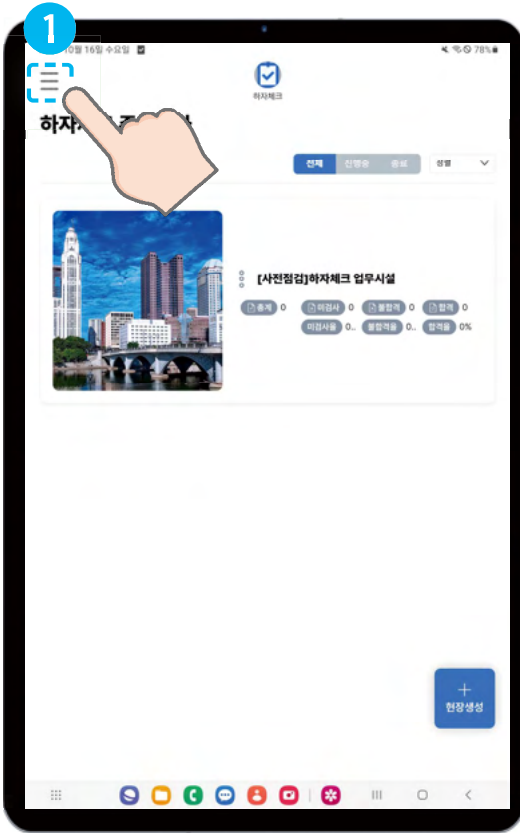 1
10월 16일 수요일
78%
하자체크
전체 진행중 종료 정렬
[사전점검]하자체크 업무시설
총계 0 미검사 0 불합격 0 합격 0
미검사율 0.. 불합격율 0.. 합격율 0%
+
현장생성